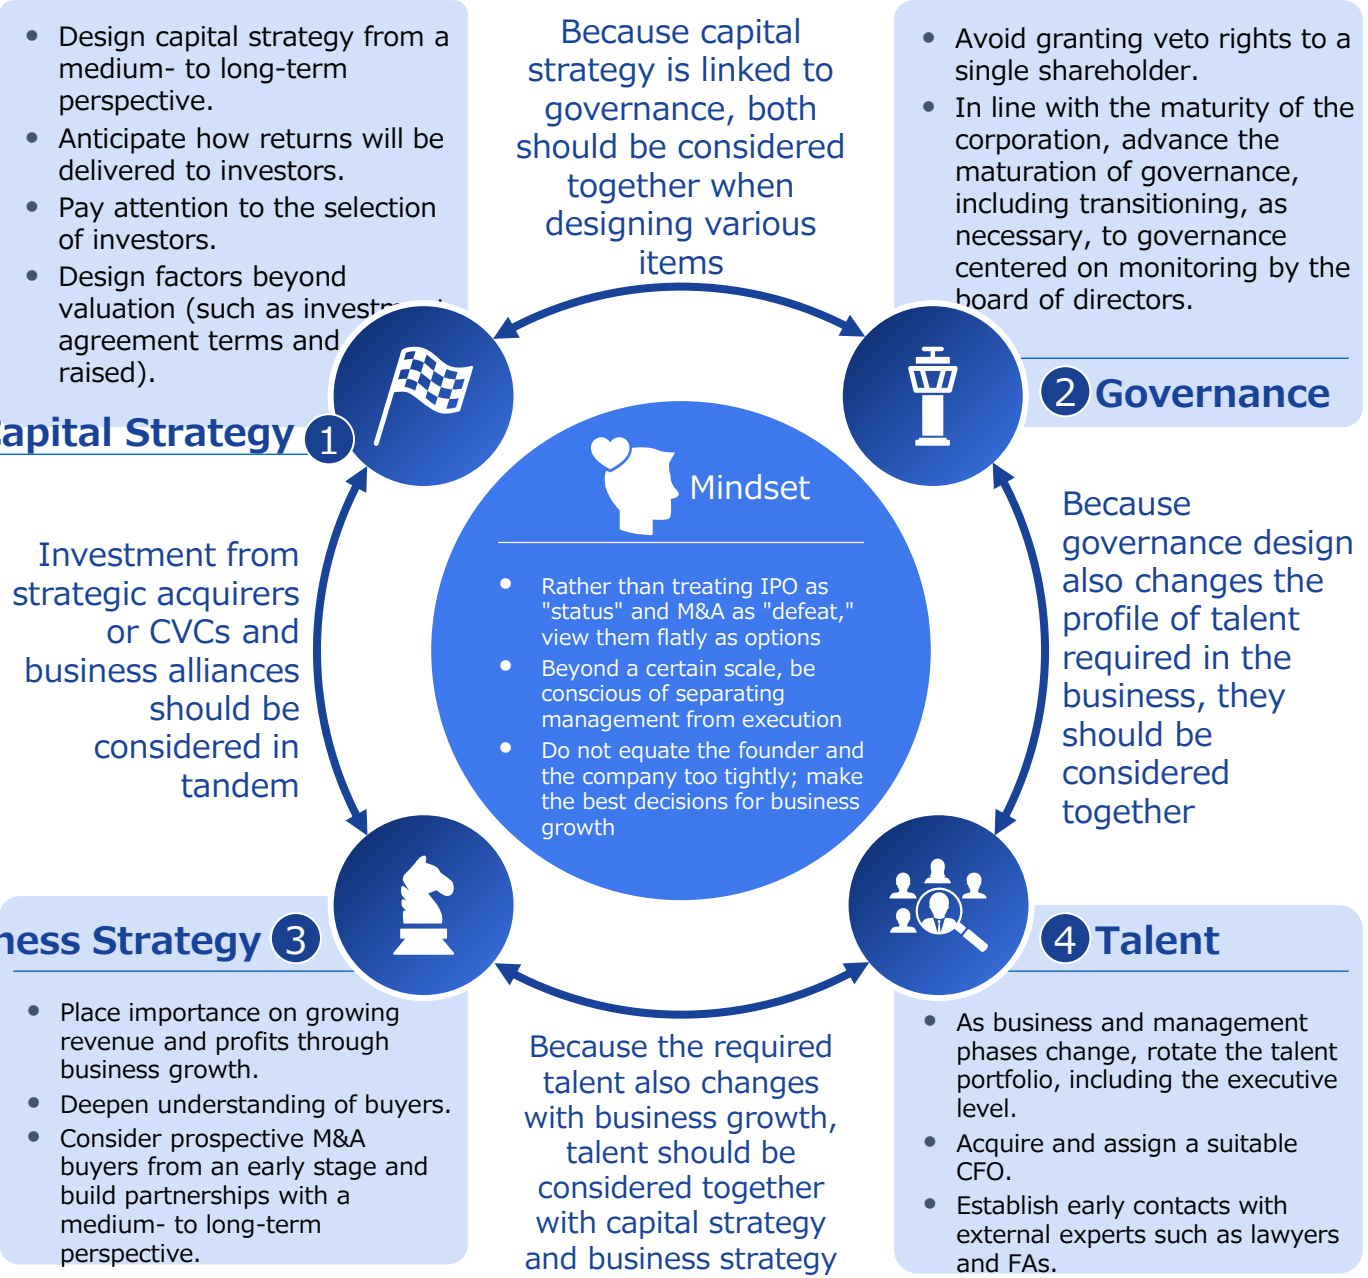 • Design capital strategy from a
medium- to long-term
perspective.
• Anticipate how returns will be
delivered to investors.
• Pay attention to the selection
of investors.
• Design factors beyond
valuation (such as
agreement terms and
raised).
apital Strategy 1
Because capital
strategy is linked to
governance, both
should be considered
together when
designing various
items
• Avoid granting veto rights to a
single shareholder.
• In line with the maturity of the
corporation, advance the
maturation of governance,
including transitioning, as
necessary, to governance
centered on monitoring by the
board of directors.
2 Governance
Mindset
• Rather than treating IPO as
"status" and M&A as "defeat,"
view them flatly as options
• Beyond a certain scale, be
conscious of separating
management from execution
• Do not equate the founder and
the company too tightly; make
the best decisions for business
growth
Investment from
strategic acquirers
or CVCs and
business alliances
should be
considered in
tandem
Because
governance design
also changes the
profile of talent
required in the
business, they
should be
considered
together
ness Strategy 3
• Place importance on growing
revenue and profits through
business growth.
• Deepen understanding of buyers.
• Consider prospective M&A
buyers from an early stage and
build partnerships with a
medium- to long-term
perspective.
Because the required
talent also changes
with business growth,
talent should be
considered together
with capital strategy
and business strategy
4 Talent
• As business and management
phases change, rotate the talent
portfolio, including the executive
level.
• Acquire and assign a suitable
CFO.
• Establish early contacts with
external experts such as lawyers
and FAs.